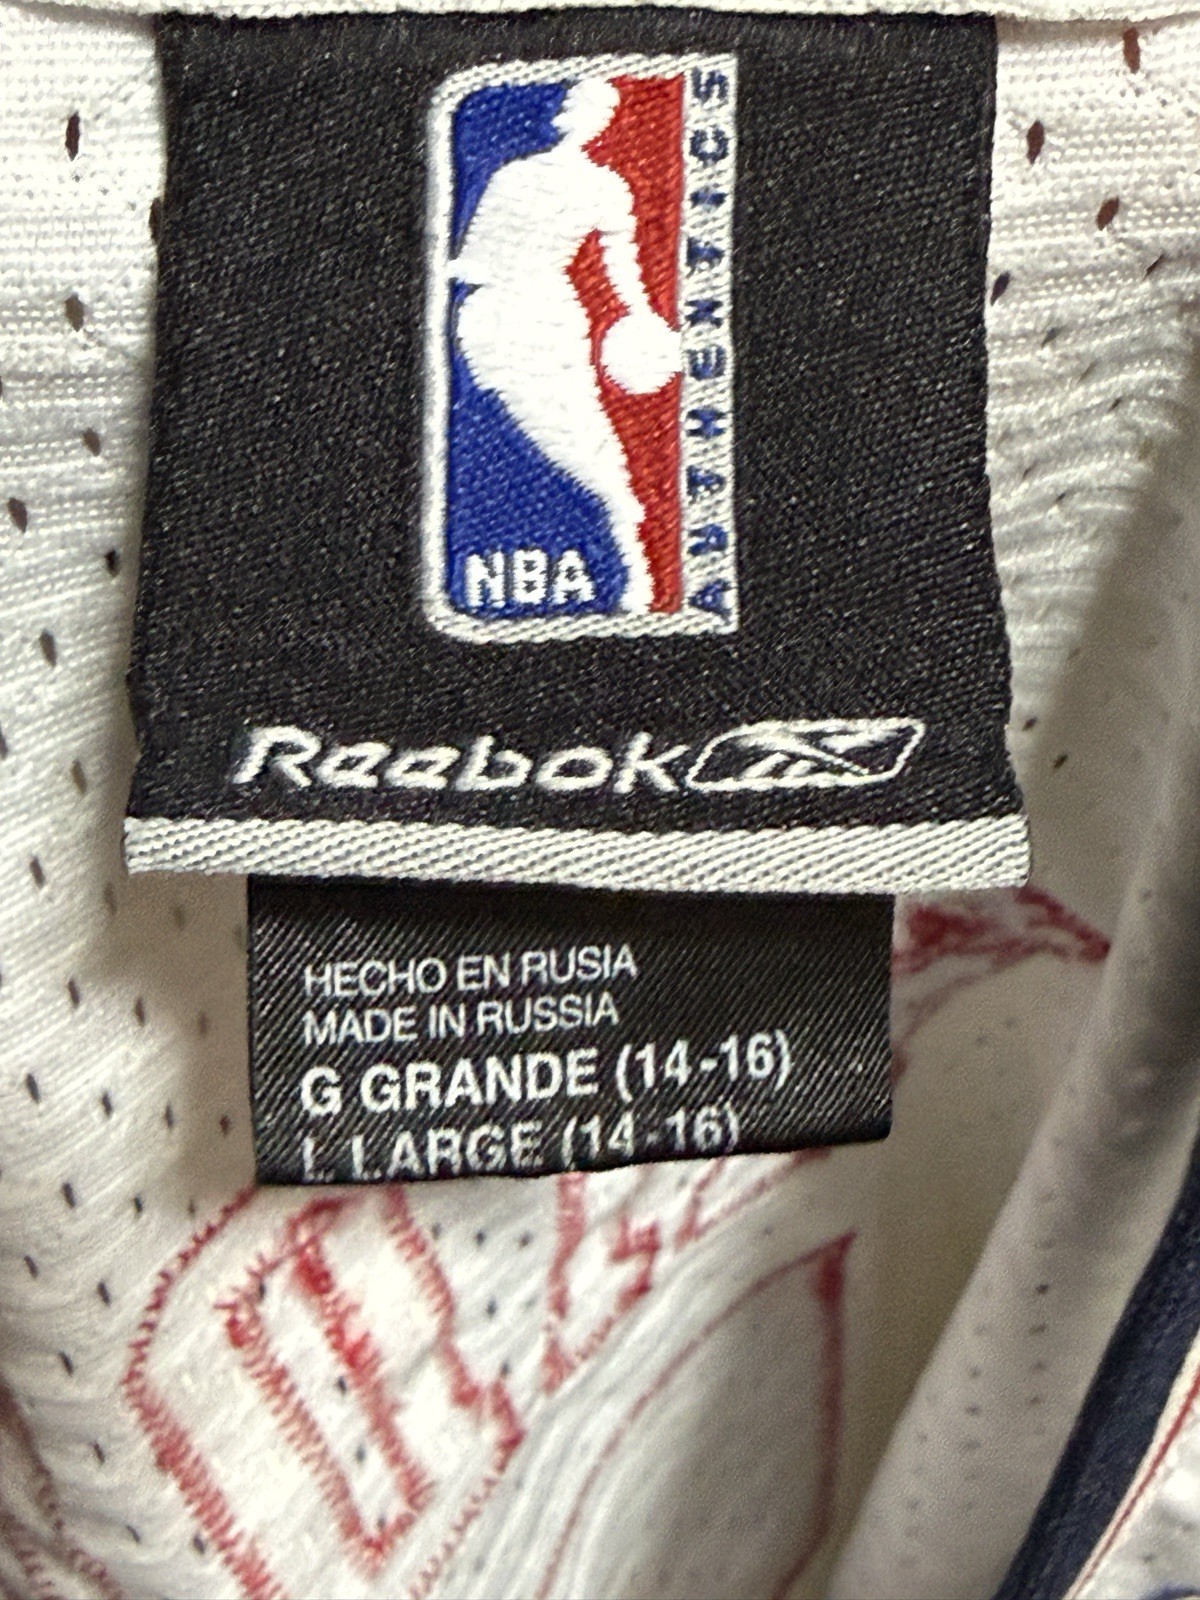 NBA
AUTHENTICS
Reebok
HECHO EN RUSIA
MADE IN RUSSIA
G GRANDE (14-16)
L LARGE (14-16)